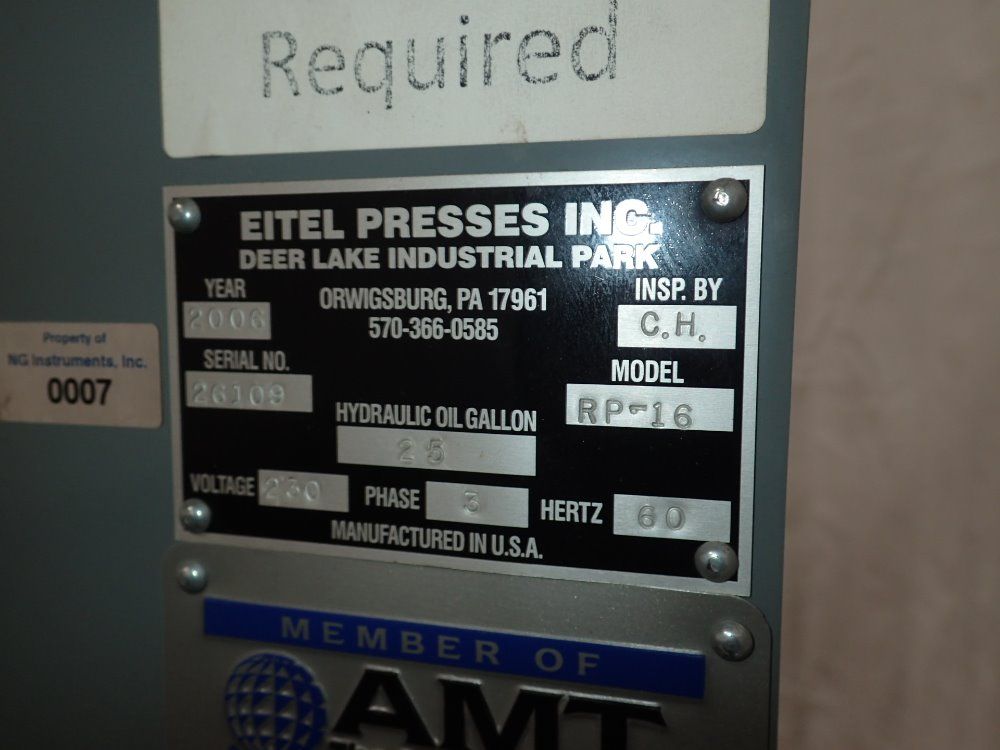 Required
EITEL PRESSES INC.
DEER LAKE INDUSTRIAL PARK
YEAR
2006
ORWIGSBURG, PA 17961
570-366-0585
INSP. BY
C.H.
SERIAL NO.
26109
MODEL
RP-16
HYDRAULIC OIL GALLON
25
VOLTAGE 230 PHASE 3 HERTZ 60
MANUFACTURED IN U.S.A.
Property of
NG Instruments, Inc.
0007
MEMBER OF
AMT